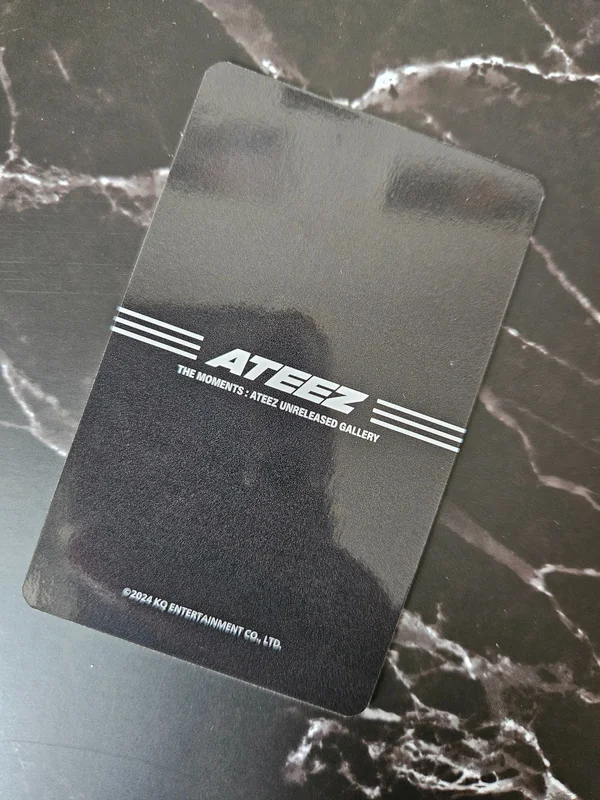 ATEEZ
THE MOMENTS : ATEEZ UNRELEASED GALLERY
©2024 KQ ENTERTAINMENT CO., LTD.